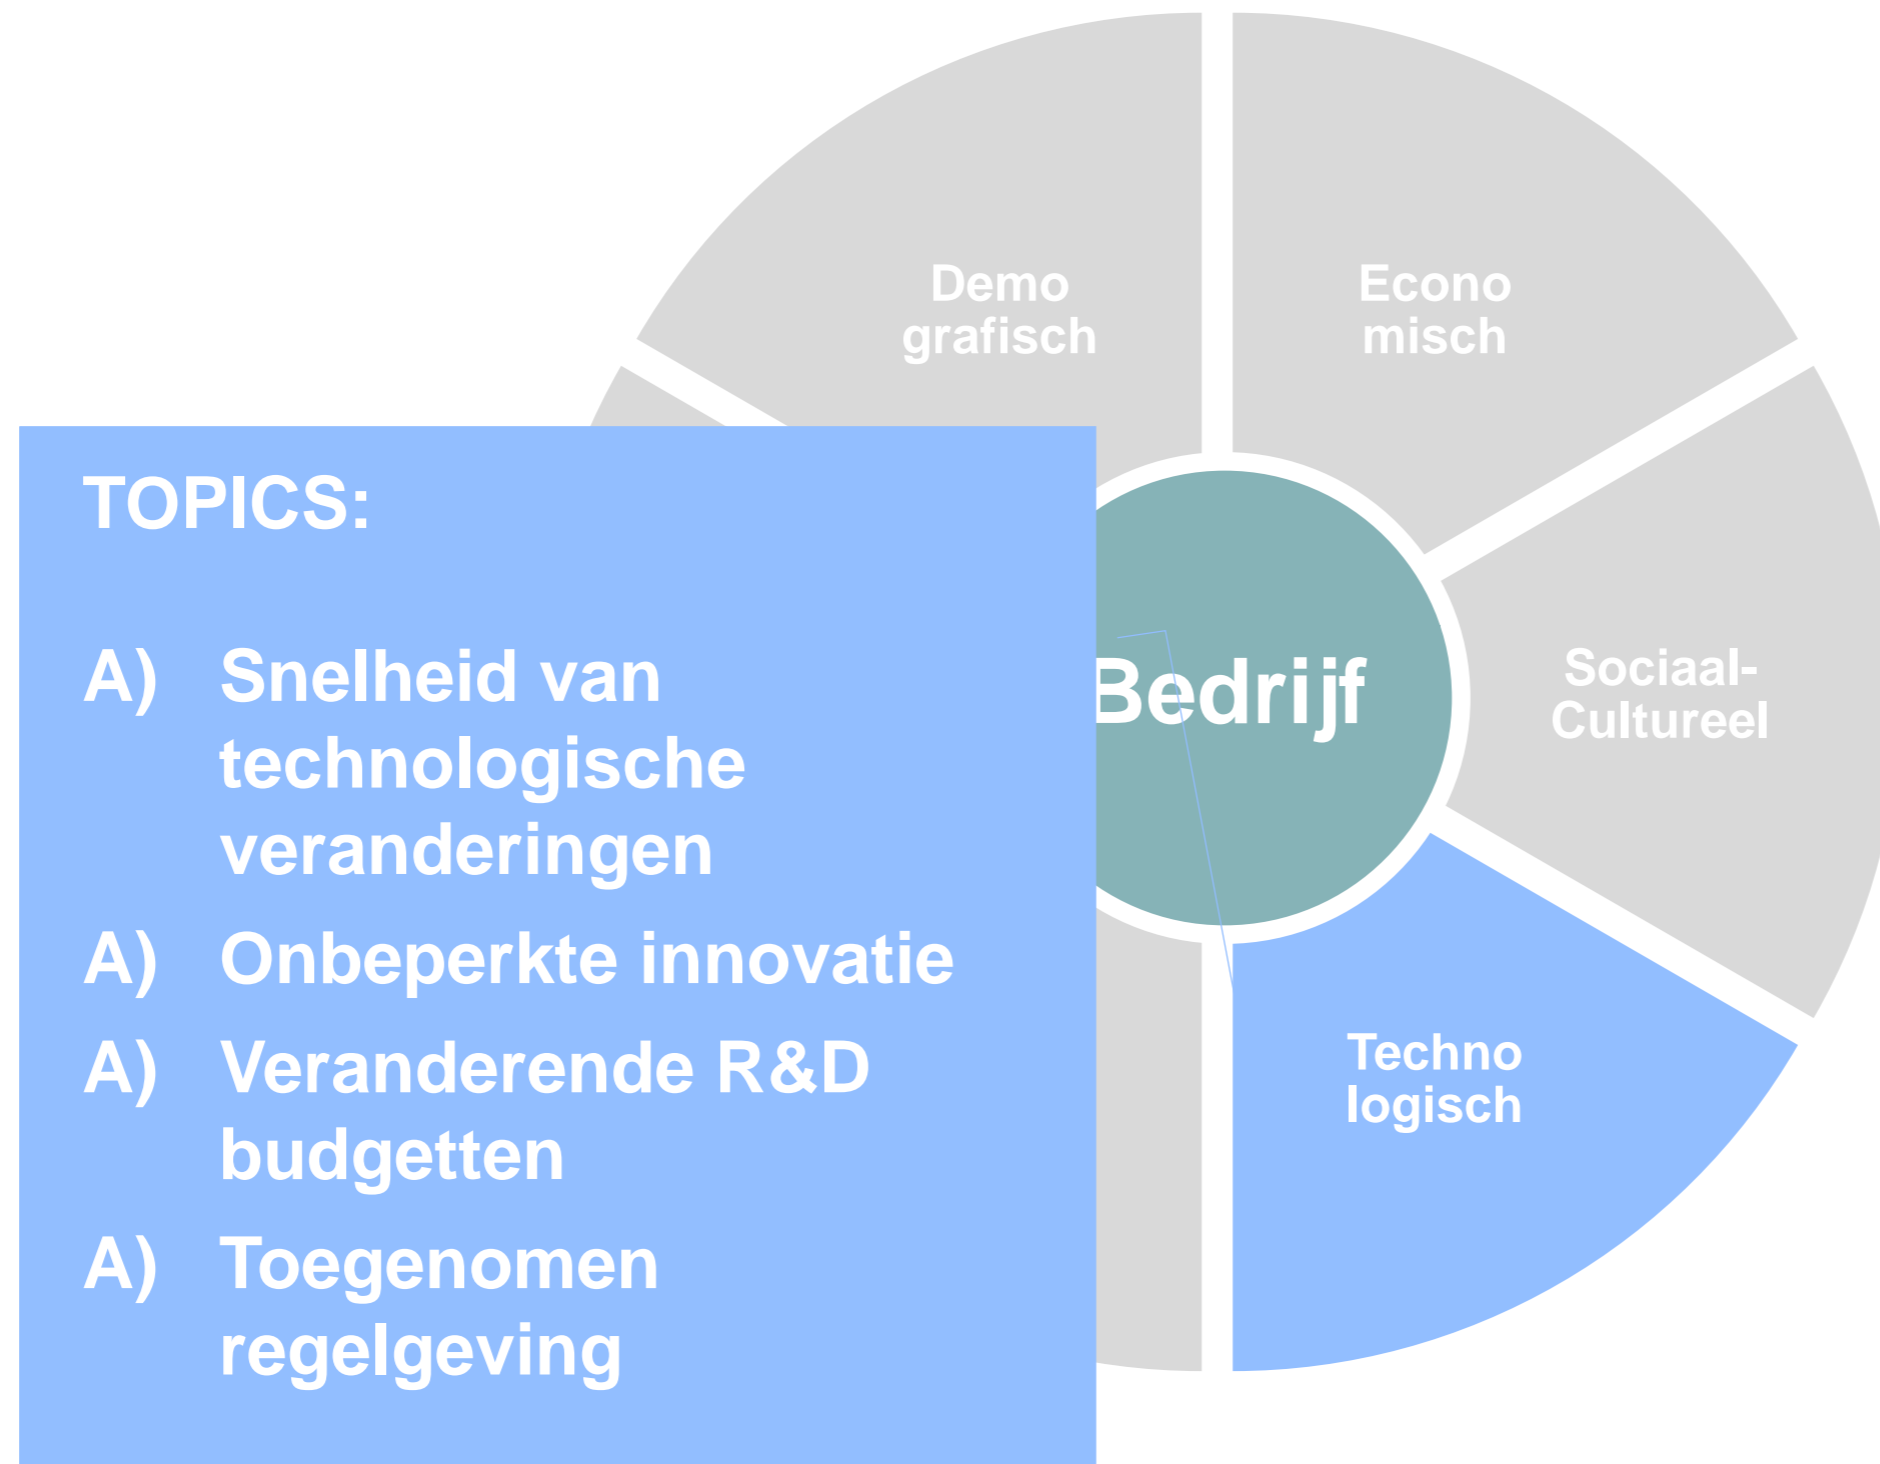 Demo
grafisch
Econo
misch
TOPICS:
A) Snelheid van
technologische
veranderingen
A) Onbeperkte innovatie
A) Veranderende R&D
budgetten
A) Toegenomen
regelgeving
Bedrijf
Sociaal-
Cultureel
Techno
logisch